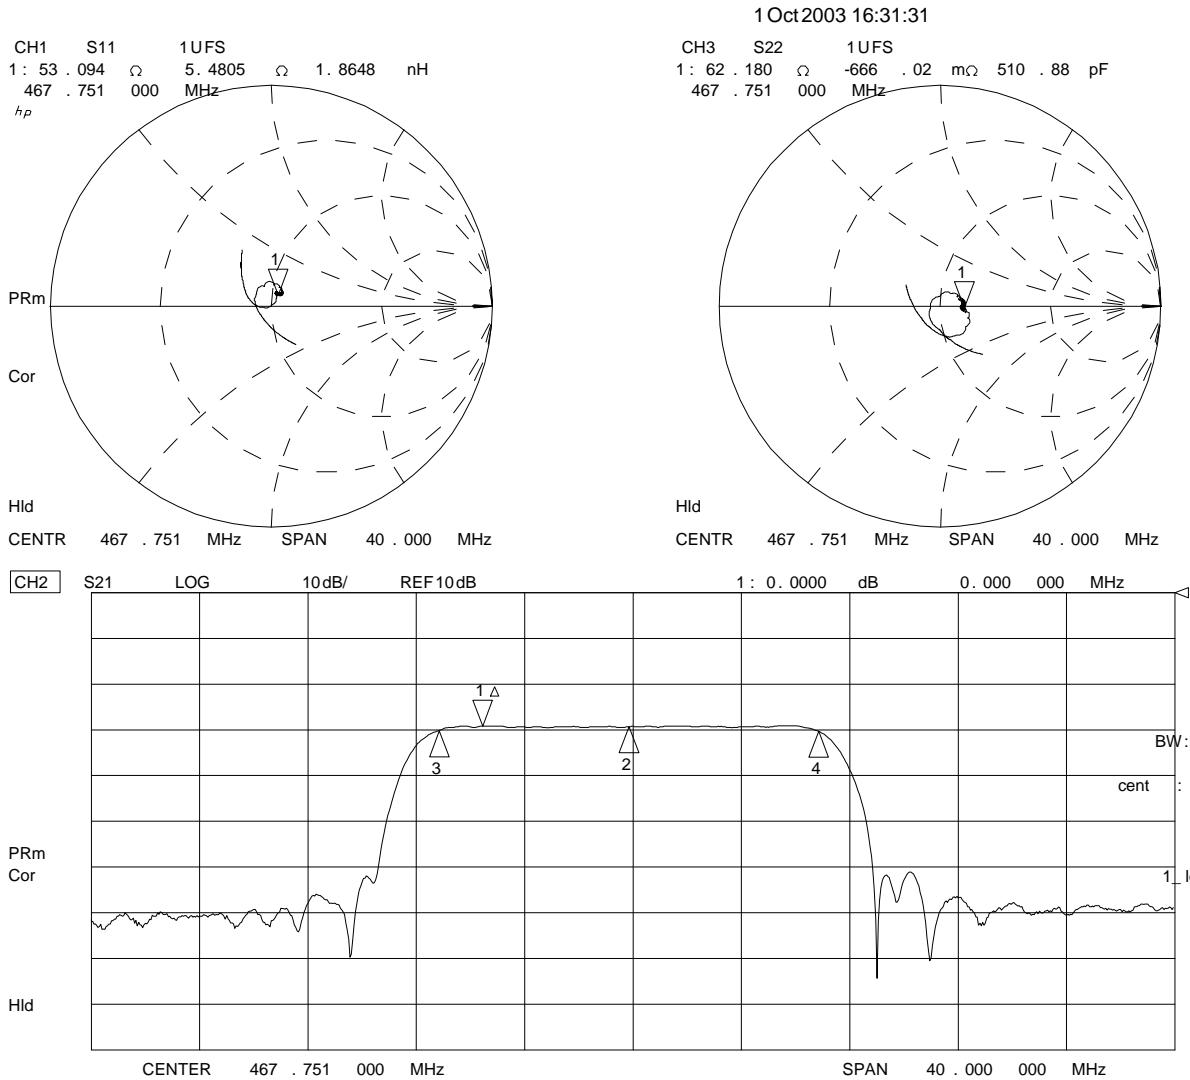 1 Oct 2003 16:31:31
CH1 S11 1 U FS
1: 53 . 094 Ω 5. 4805 Ω 1. 8648 nH
467 . 751 000 MHz
hp
PRm
Cor
Hld
CENTR 467 . 751 MHz SPAN 40 . 000 MHz
1
CH3 S22 1 U FS
1: 62 . 180 Ω -666 . 02 mΩ 510 . 88 pF
467 . 751 000 MHz
1
Hld
CENTR 467 . 751 MHz SPAN 40 . 000 MHz
CH2 S21 LOG 10 dB/ REF 10 dB 1: 0. 0000 dB 0. 000 000 MHz
1 Δ
3 2 4
BW:
cent :
PRm
Cor
1_
Hld
CENTER 467 . 751 000 MHz SPAN 40 . 000 000 MHz